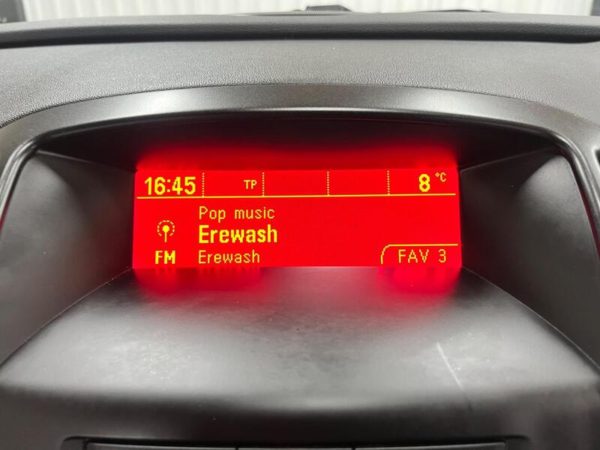 16:45 TP 8 °C
Pop music
Erewash
FM Erewash FAV 3